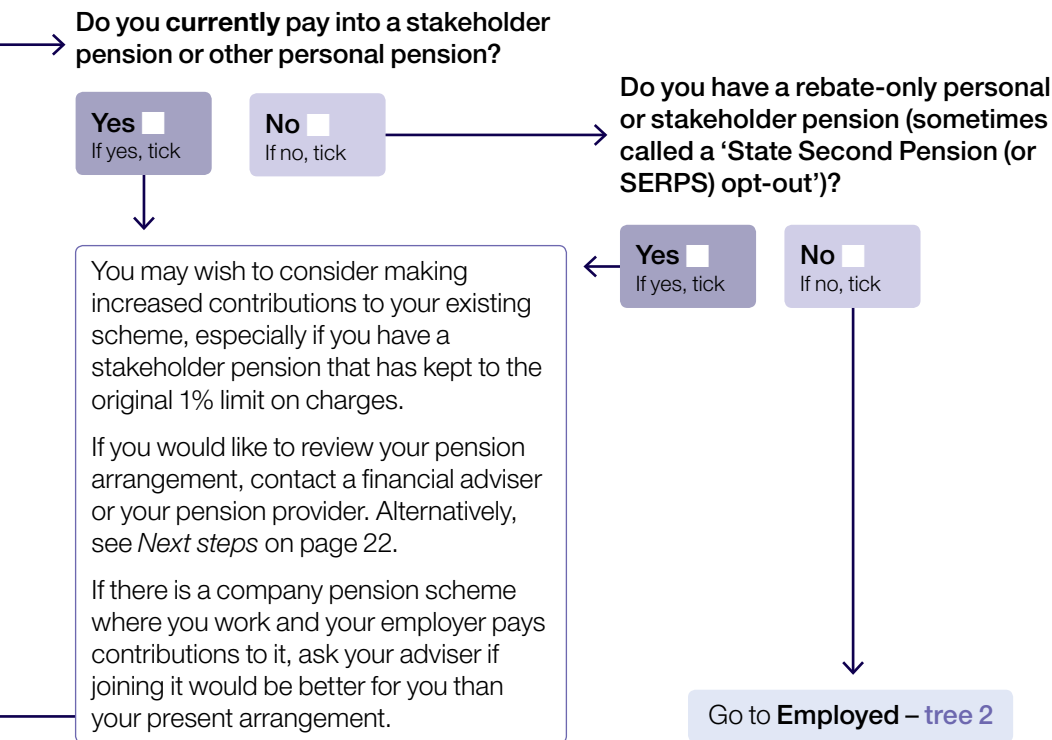 Do you currently pay into a stakeholder
pension or other personal pension?
Yes
If yes, tick
No
If no, tick
Do you have a rebate-only personal
or stakeholder pension (sometimes
called a ‘State Second Pension (or
SERPS) opt-out’)?
Yes
If yes, tick
No
If no, tick
You may wish to consider making
increased contributions to your existing
scheme, especially if you have a
stakeholder pension that has kept to the
original 1% limit on charges.
If you would like to review your pension
arrangement, contact a financial adviser
or your pension provider. Alternatively,
see Next steps on page 22.
If there is a company pension scheme
where you work and your employer pays
contributions to it, ask your adviser if
joining it would be better for you than
your present arrangement.
Go to Employed – tree 2